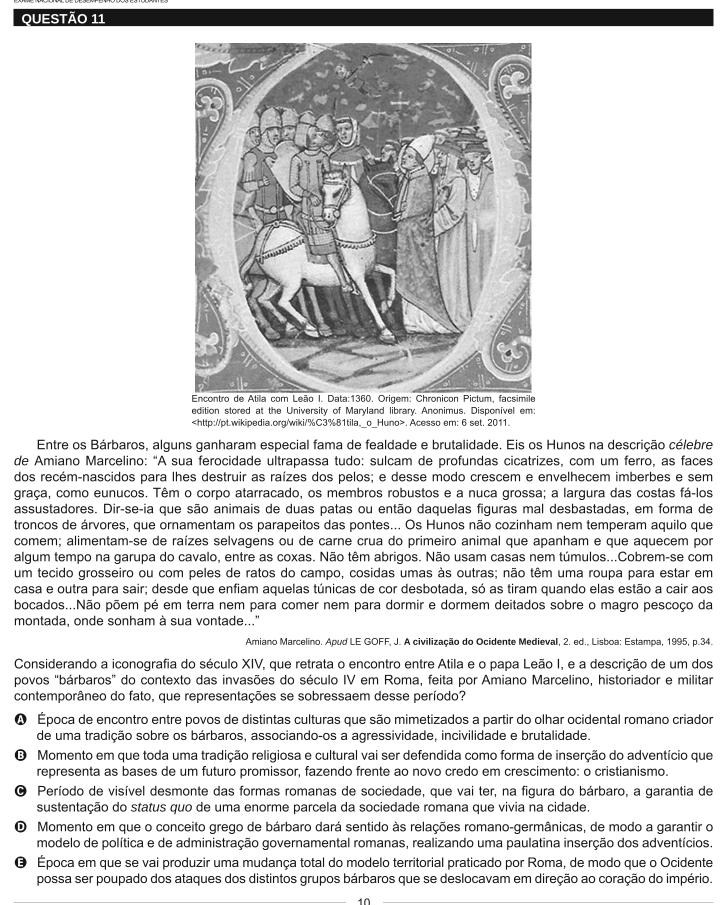 EXAME NACIONAL DE DESEMPENHO DOS ESTUDANTES
QUESTÃO 11
Encontro de Atila com Leão I. Data:1360. Origem: Chronicon Pictum, facsimile
edition stored at the University of Maryland library. Anonimus. Disponível em:
<http://pt.wikipedia.org/wiki/%C3%81tila,_o_Huno>. Acesso em: 6 set. 2011.
Entre os Bárbaros, alguns ganharam especial fama de fealdade e brutalidade. Eis os Hunos na descrição célebre
de Amiano Marcelino: “A sua ferocidade ultrapassa tudo: sulcam de profundas cicatrizes, com um ferro, as faces
dos recém-nascidos para lhes destruir as raízes dos pelos; e desse modo crescem e envelhecem imberbes e sem
graça, como eunucos. Têm o corpo atarracado, os membros robustos e a nuca grossa; a largura das costas fá-los
assustadores. Dir-se-ia que são animais de duas patas ou então daquelas figuras mal desbastadas, em forma de
troncos de árvores, que ornamentam os parapeitos das pontes... Os Hunos não cozinham nem temperam aquilo que
comem; alimentam-se de raízes selvagens ou de carne crua do primeiro animal que apanham e que aquecem por
algum tempo na garupa do cavalo, entre as coxas. Não têm abrigos. Não usam casas nem túmulos...Cobrem-se com
um tecido grosseiro ou com peles de ratos do campo, cosidas umas às outras; não têm uma roupa para estar em
casa e outra para sair; desde que enfiam aquelas túnicas de cor desbotada, só as tiram quando elas estão a cair aos
bocados...Não põem pé em terra nem para comer nem para dormir e dormem deitados sobre o magro pescoço da
montada, onde sonham à sua vontade...”
Amiano Marcelino. Apud LE GOFF, J. A civilização do Ocidente Medieval, 2. ed., Lisboa: Estampa, 1995, p.34.
Considerando a iconografia do século XIV, que retrata o encontro entre Atila e o papa Leão I, e a descrição de um dos
povos “bárbaros” do contexto das invasões do século IV em Roma, feita por Amiano Marcelino, historiador e militar
contemporâneo do fato, que representações se sobressaem desse período?
A Época de encontro entre povos de distintas culturas que são mimetizados a partir do olhar ocidental romano criador
de uma tradição sobre os bárbaros, associando-os a agressividade, incivilidade e brutalidade.
B Momento em que toda uma tradição religiosa e cultural vai ser defendida como forma de inserção do adventício que
representa as bases de um futuro promissor, fazendo frente ao novo credo em crescimento: o cristianismo.
C Período de visível desmonte das formas romanas de sociedade, que vai ter, na figura do bárbaro, a garantia de
sustentação do status quo de uma enorme parcela da sociedade romana que vivia na cidade.
D Momento em que o conceito grego de bárbaro dará sentido às relações romano-germânicas, de modo a garantir o
modelo de política e de administração governamental romanas, realizando uma paulatina inserção dos adventícios.
E Época em que se vai produzir uma mudança total do modelo territorial praticado por Roma, de modo que o Ocidente
possa ser poupado dos ataques dos distintos grupos bárbaros que se deslocavam em direção ao coração do império.
10